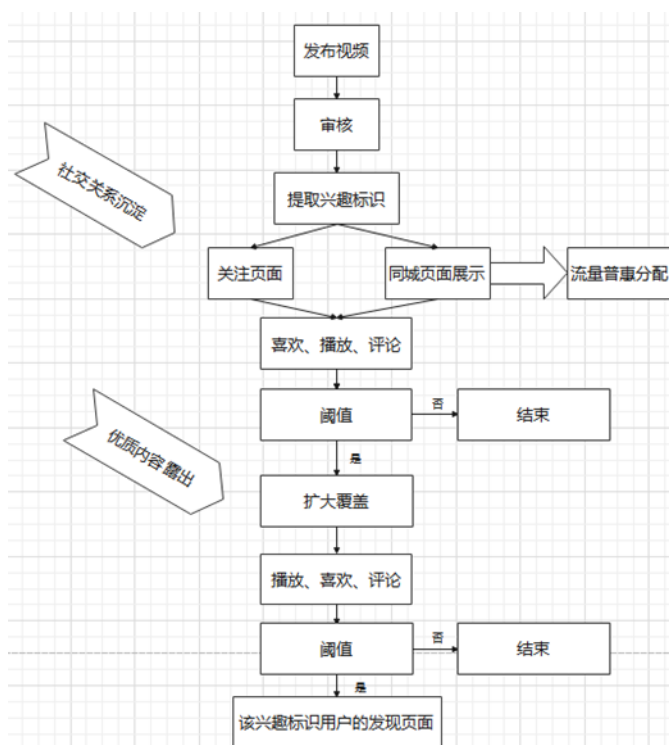 发布视频
审核
社交关系沉淀
提取兴趣标识
关注页面
同城页面展示
流量普惠分配
喜欢、播放、评论
阈值
否
结束
是
优质内容露出
扩大覆盖
播放、喜欢、评论
阈值
否
结束
是
该兴趣标识用户的发现页面